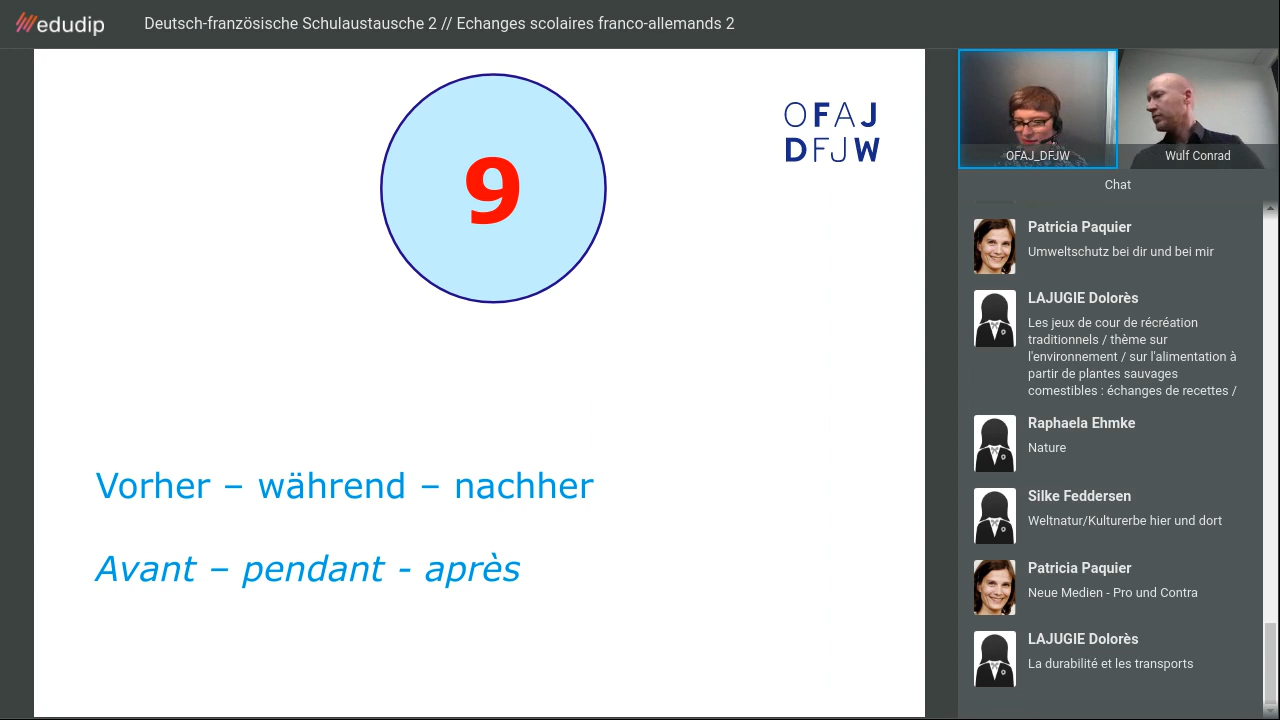 edudip
Deutsch-französische Schulaustausche 2 // Echanges scolaires franco-allemands 2
9
OFAJ
DFJW
Vorher – während – nachher
Avant – pendant - après
OFAJ_DFJW
Wulf Conrad
Chat
Patricia Paquier
Umweltschutz bei dir und bei mir
LAJUGIE Dolorès
Les jeux de cour de récréation
traditionnels / thème sur
l'environnement / sur l'alimentation à
partir de plantes sauvages
comestibles : échanges de recettes /
Raphaela Ehmke
Nature
Silke Feddersen
Weltnatur/Kulturerbe hier und dort
Patricia Paquier
Neue Medien - Pro und Contra
LAJUGIE Dolorès
La durabilité et les transports